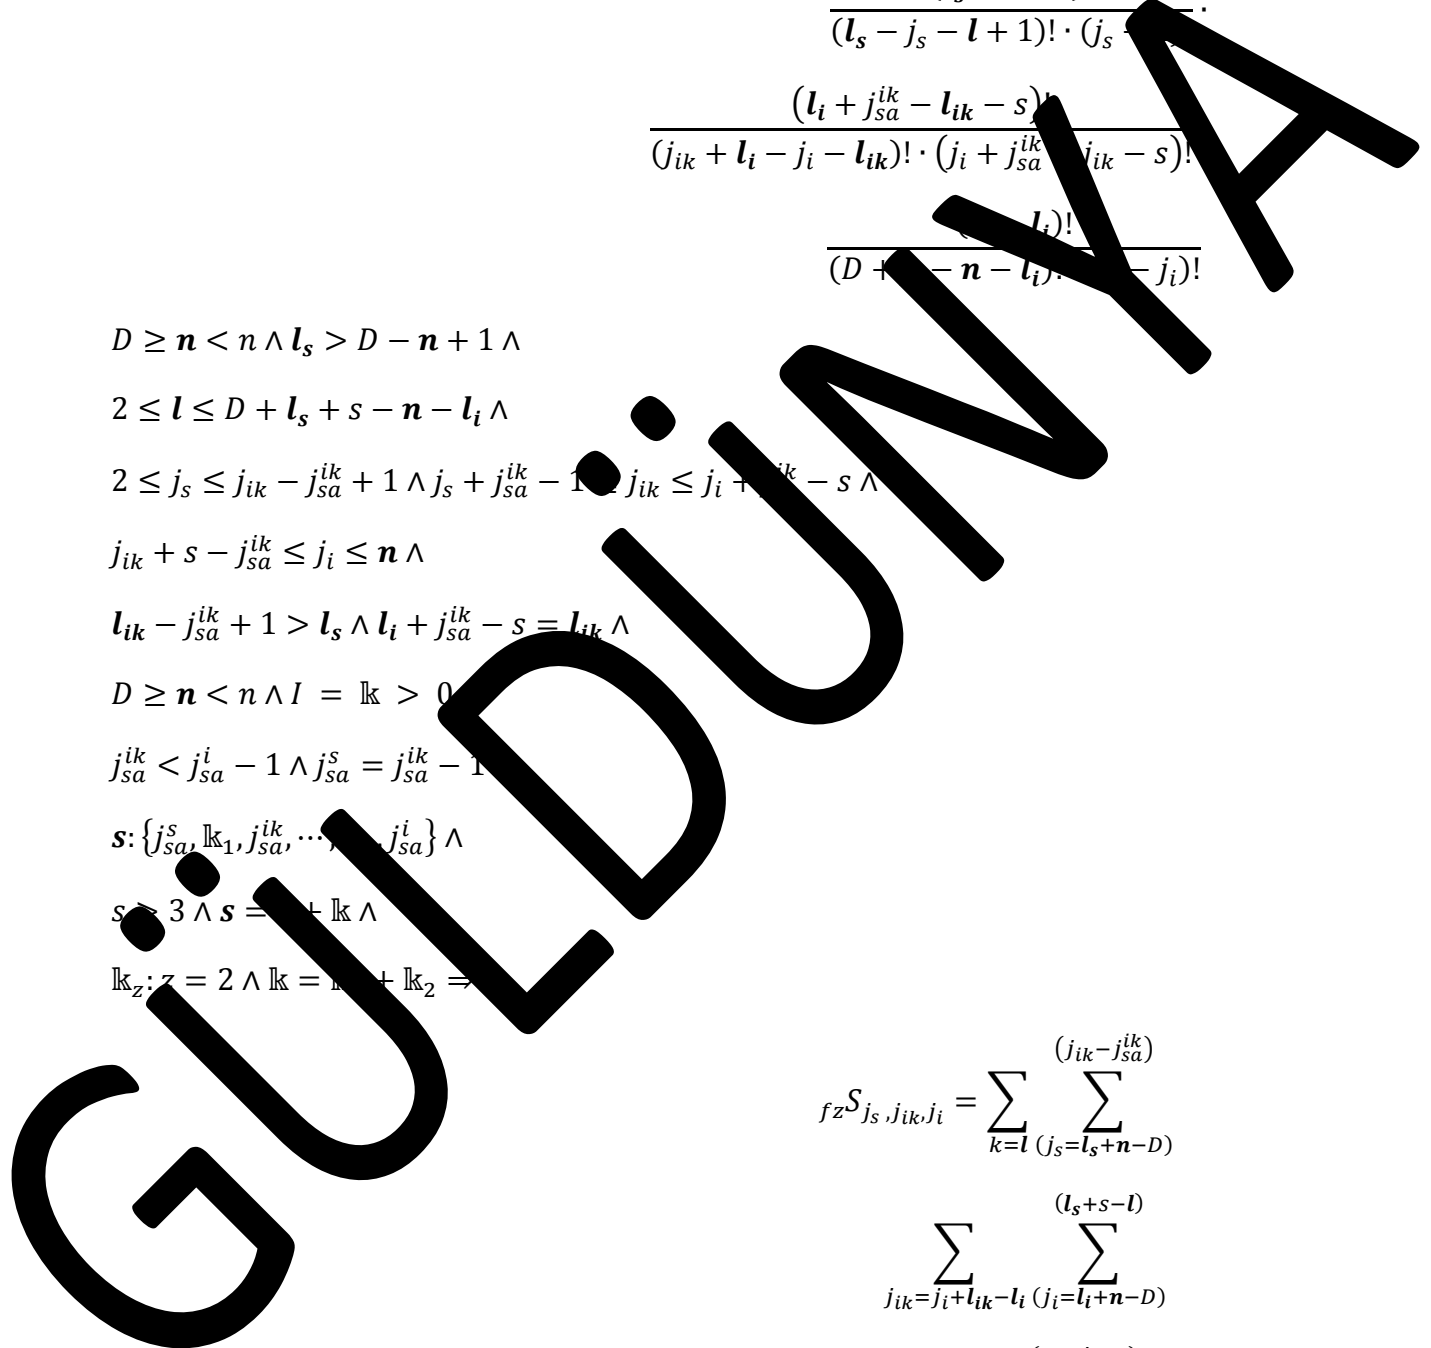 (l_s − j_s − l + 1)! · (j_s
(l_i + j_sa^ik − l_ik − s)!
(j_ik + l_i − j_i − l_ik)! · (j_i + j_sa^ik j_ik − s)!
l_i)!
(D + − n − l_i)! − j_i)!
D ≥ n < n ∧ l_s > D − n + 1 ∧
2 ≤ l ≤ D + l_s + s − n − l_i ∧
2 ≤ j_s ≤ j_ik − j_sa^ik + 1 ∧ j_s + j_sa^ik − 1 ≤ j_ik ≤ j_i + j_sa^ik − s ∧
j_ik + s − j_sa^ik ≤ j_i ≤ n ∧
l_ik − j_sa^ik + 1 > l_s ∧ l_i + j_sa^ik − s = l_ik ∧
D ≥ n < n ∧ I = 𝕜 > 0
j_sa^ik < j_sa^i − 1 ∧ j_sa^s = j_sa^ik − 1
s: {j_sa^s, 𝕜_1, j_sa^ik, ⋯, , j_sa^i} ∧
s > 3 ∧ s = + 𝕜 ∧
𝕜_z: z = 2 ∧ 𝕜 = + 𝕜_2 ⇒
(j_ik−j_sa^ik)
_fz S_{j_s,j_ik,j_i} = ∑ ∑
k=l (j_s=l_s+n−D)
(l_s+s−l)
∑ ∑
j_ik=j_i+l_ik−l_i (j_i=l_i+n−D)
GÜLDÜNYA